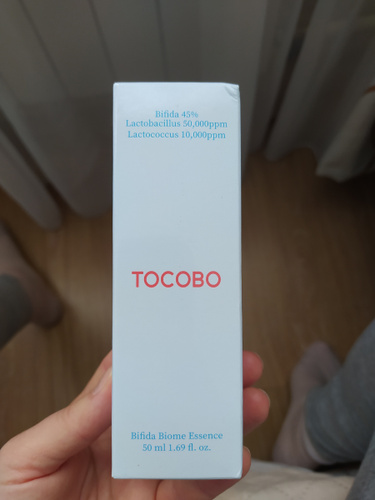 Bifida 45%
Lactobacillus 50,000ppm
Lactococcus 10,000ppm
TOCOBO
Bifida Biome Essence
50 ml 1.69 fl. oz.